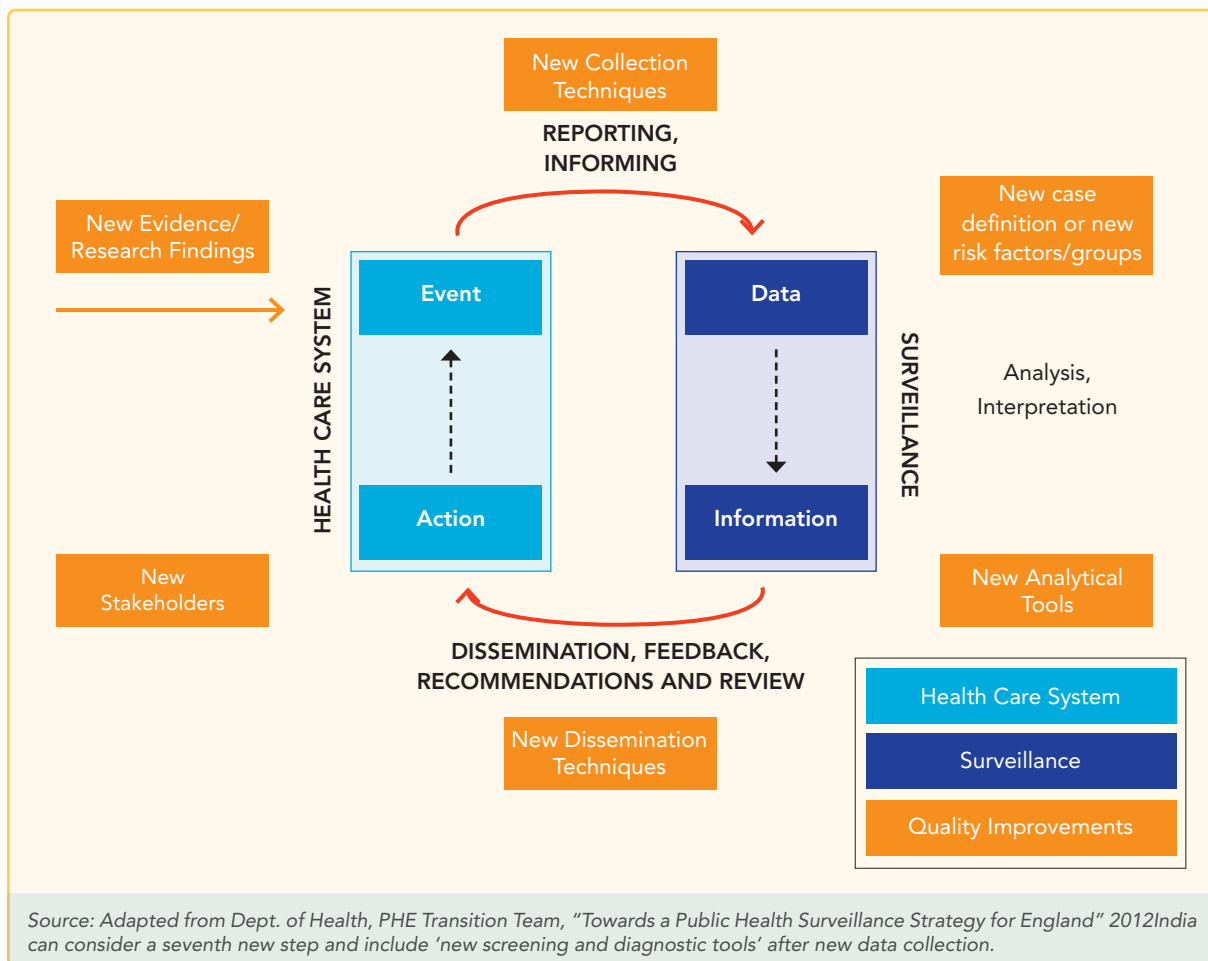 New Collection
Techniques
REPORTING,
INFORMING
New Evidence/
Research Findings
New case
definition or new
risk factors/groups
HEALTH CARE SYSTEM
Event
Data
SURVEILLANCE
Analysis,
Interpretation
Action
Information
New
Stakeholders
New Analytical
Tools
DISSEMINATION, FEEDBACK,
RECOMMENDATIONS AND REVIEW
New Dissemination
Techniques
Health Care System
Surveillance
Quality Improvements
Source: Adapted from Dept. of Health, PHE Transition Team, “Towards a Public Health Surveillance Strategy for England” 2012India
can consider a seventh new step and include ‘new screening and diagnostic tools’ after new data collection.